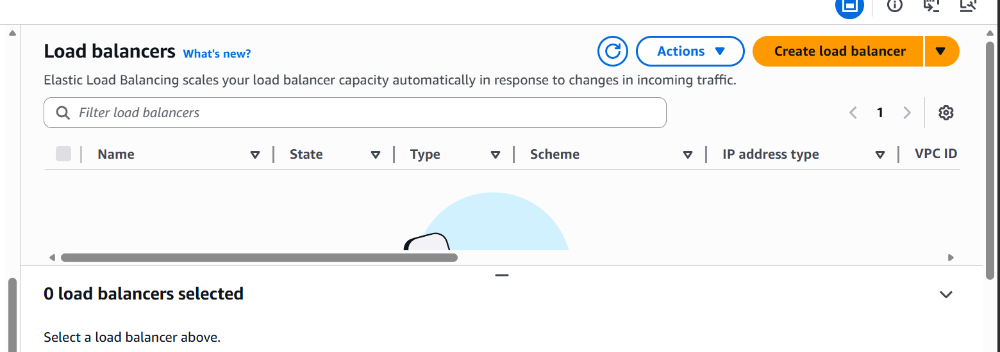 Load balancers What's new?
Actions
Create load balancer
Elastic Load Balancing scales your load balancer capacity automatically in response to changes in incoming traffic.
Filter load balancers
1
Name State Type Scheme IP address type VPC ID
0 load balancers selected
Select a load balancer above.